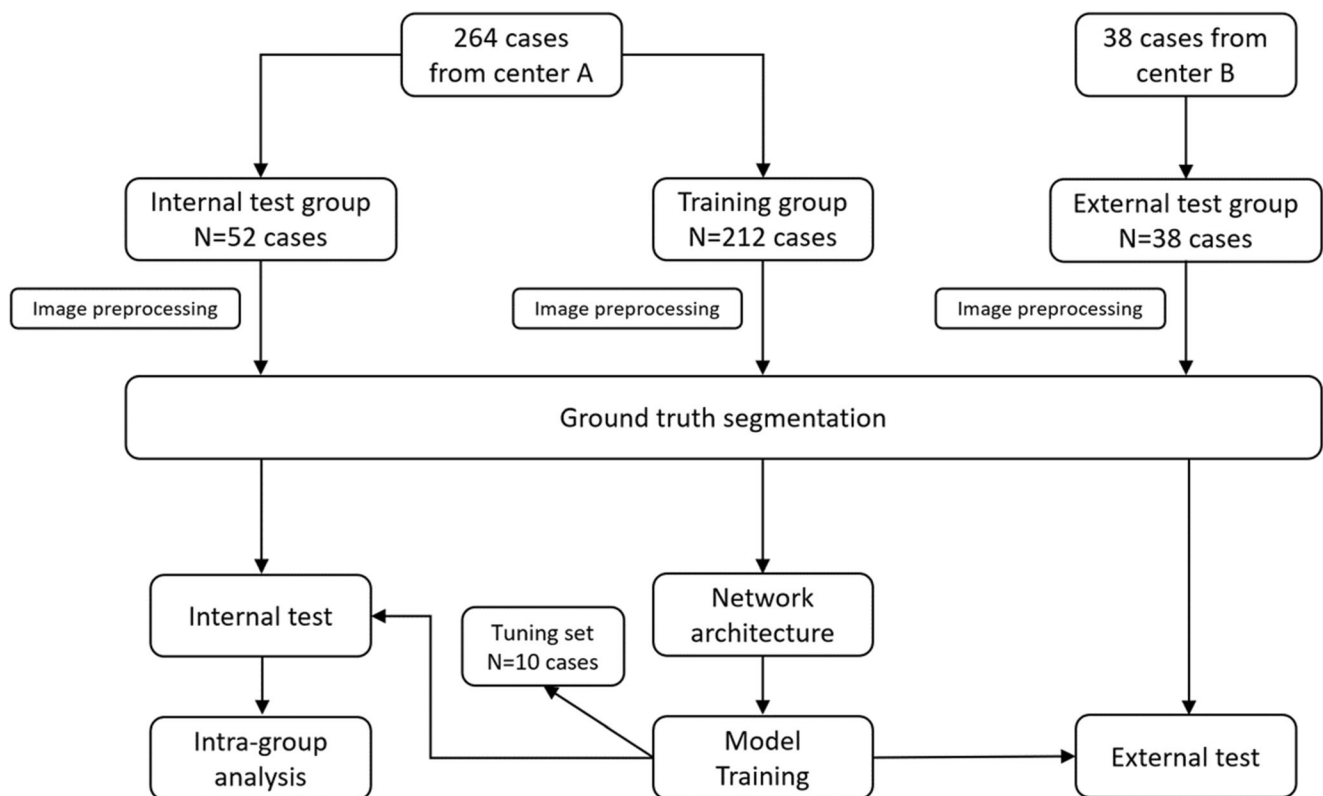 264 cases
from center A
38 cases from
center B
Internal test group
N=52 cases
Training group
N=212 cases
External test group
N=38 cases
Image preprocessing
Image preprocessing
Image preprocessing
Ground truth segmentation
Internal test
Tuning set
N=10 cases
Network
architecture
Intra-group
analysis
Model
Training
External test